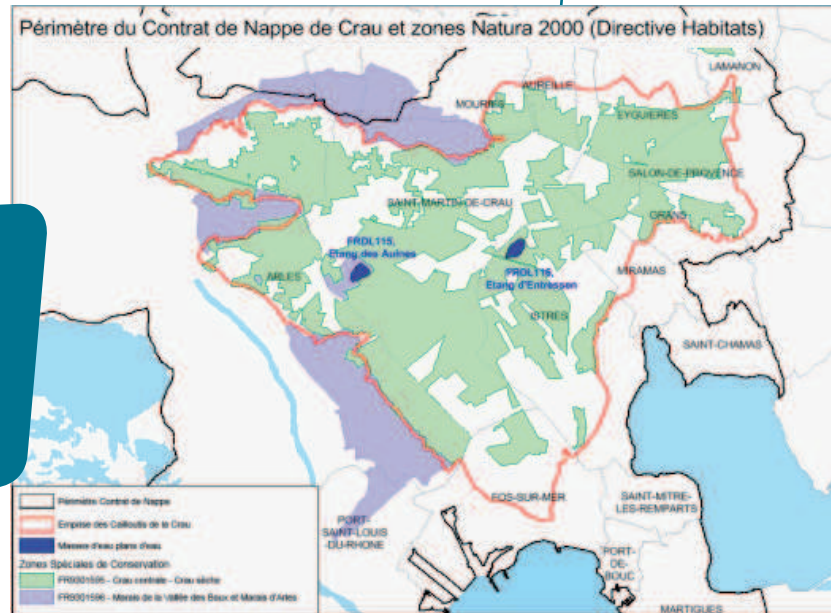 Périmètre du Contrat de Nappe de Crau et zones Natura 2000 (Directive Habitats)
LAMANON
AUREILLE
MOURIES
EYGUIERES
SALON-DE-PROVENCE
SAINT-MARTIN-DE-CRAU
GRANS
FRDL115,
Etang des Aulnes
FRDL116,
Etang d'Entressen
MIRAMAS
ARLES
ISTRES
SAINT-CHAMAS
FOS-SUR-MER
SAINT-MITRE-
LES-REMPARTS
PORT-
SAINT-LOUIS
-DU-RHONE
PORT-
DE-
BOUC
MARTIGUES
Périmètre Contrat de Nappe
Emprise des Cailloutis de la Crau
Masses d'eau plans d'eau
Zones Spéciales de Conservation
FR9301595 - Crau centrale - Crau sèche
FR9301596 - Marais de la Vallée des Baux et Marais d'Arles